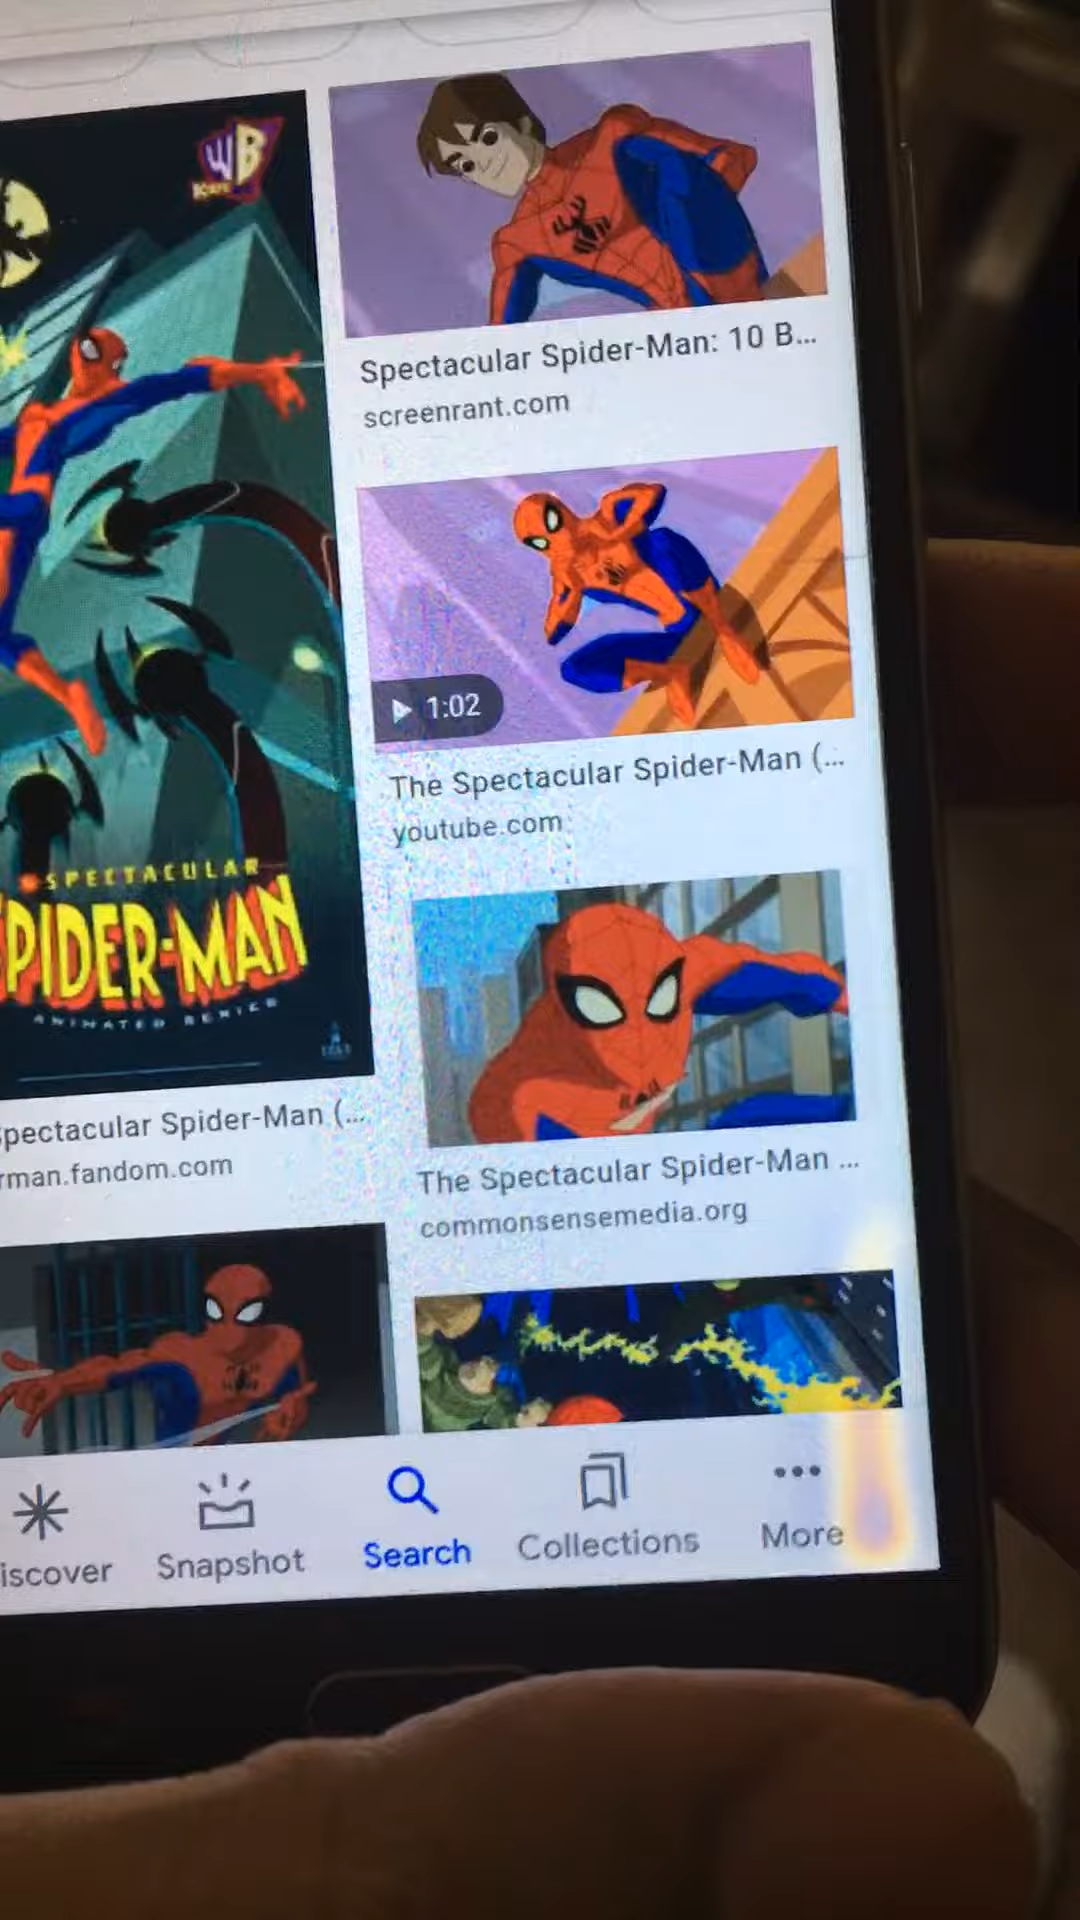 WB
SPECTACULAR
SPIDER-MAN
ANIMATED SERIES
Spectacular Spider-Man (...
rman.fandom.com
Spectacular Spider-Man: 10 B...
screenrant.com
1:02
The Spectacular Spider-Man (...
youtube.com
The Spectacular Spider-Man ...
commonsensemedia.org
iscover
Snapshot
Search
Collections
More